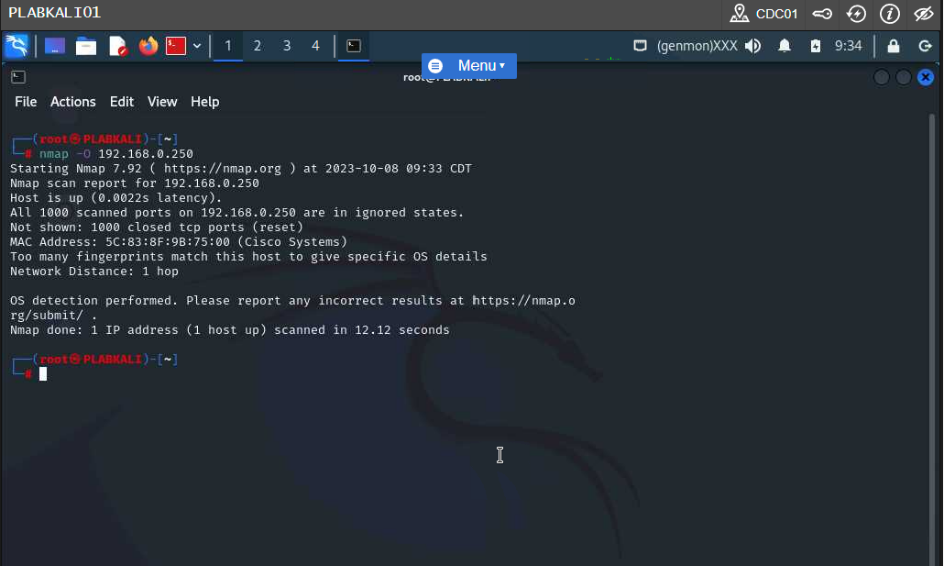 PLABKALI01
CDC01
1 2 3 4
(genmon)XXX 9:34
Menu
File Actions Edit View Help
(root㉿PLABKALI)-[~]
# nmap -O 192.168.0.250
Starting Nmap 7.92 ( https://nmap.org ) at 2023-10-08 09:33 CDT
Nmap scan report for 192.168.0.250
Host is up (0.0022s latency).
All 1000 scanned ports on 192.168.0.250 are in ignored states.
Not shown: 1000 closed tcp ports (reset)
MAC Address: 5C:83:8F:9B:75:00 (Cisco Systems)
Too many fingerprints match this host to give specific OS details
Network Distance: 1 hop
OS detection performed. Please report any incorrect results at https://nmap.o
rg/submit/ .
Nmap done: 1 IP address (1 host up) scanned in 12.12 seconds
(root㉿PLABKALI)-[~]
#